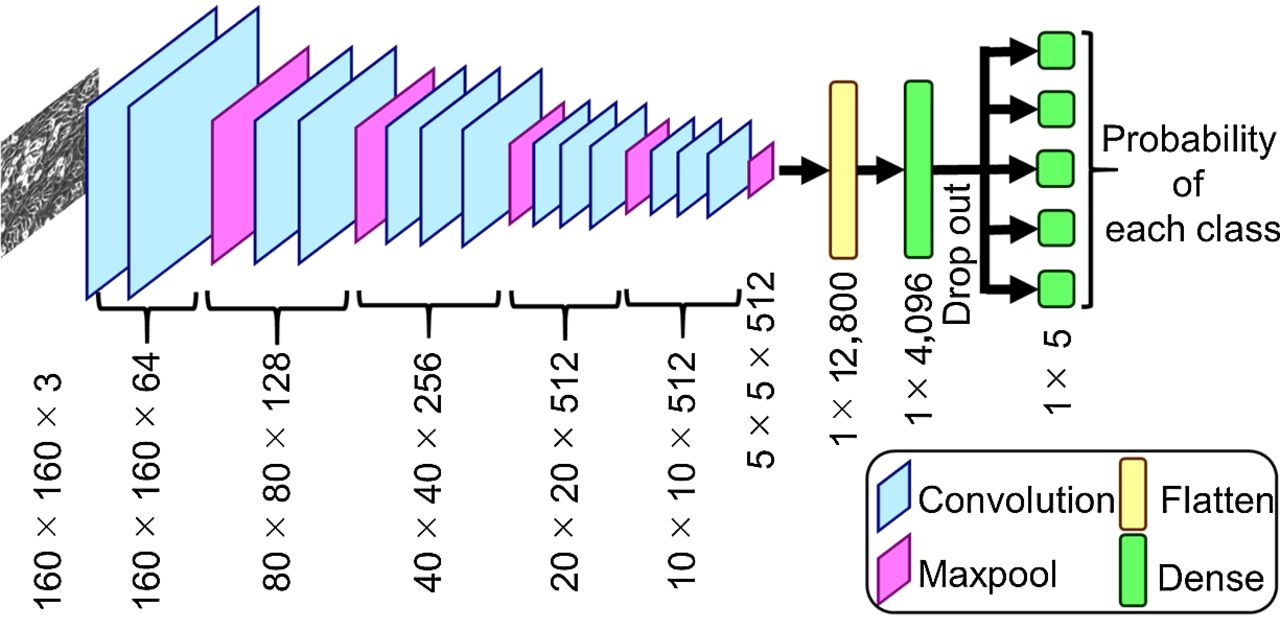 160 × 160 × 3
160 × 160 × 64
80 × 80 × 128
40 × 40 × 256
20 × 20 × 512
10 × 10 × 512
5 × 5 × 512
1 × 12,800
1 × 4,096
Drop out
1 × 5
Probability
of
each class
Convolution
Flatten
Maxpool
Dense